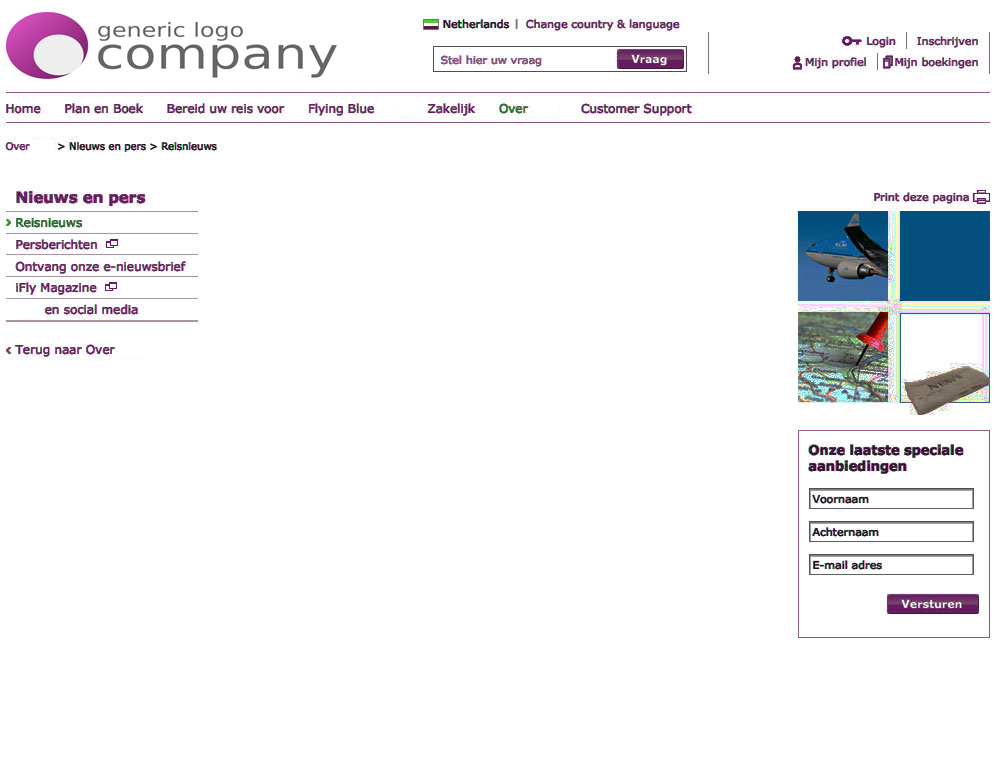 generic logo
company
Netherlands | Change country & language
Stel hier uw vraag
Vraag
Login
Inschrijven
Mijn profiel
Mijn boekingen
Home
Plan en Boek
Bereid uw reis voor
Flying Blue
Zakelijk
Over
Customer Support
Over > Nieuws en pers > Reisnieuws
Nieuws en pers
› Reisnieuws
Persberichten
Ontvang onze e-nieuwsbrief
iFly Magazine
en social media
‹ Terug naar Over
Print deze pagina
KLM
NEWS
Onze laatste speciale
aanbiedingen
Voornaam
Achternaam
E-mail adres
Versturen